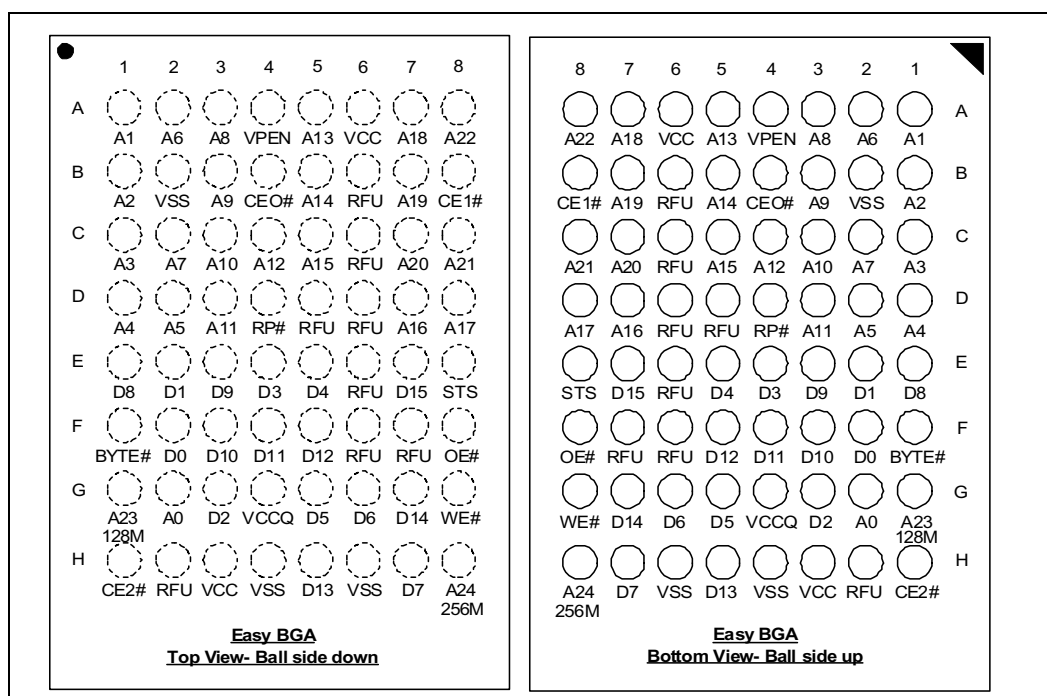 1 2 3 4 5 6 7 8
A
A1 A6 A8 VPEN A13 VCC A18 A22
B
A2 VSS A9 CEO# A14 RFU A19 CE1#
C
A3 A7 A10 A12 A15 RFU A20 A21
D
A4 A5 A11 RP# RFU RFU A16 A17
E
D8 D1 D9 D3 D4 RFU D15 STS
F
BYTE# D0 D10 D11 D12 RFU RFU OE#
G
A23 A0 D2 VCCQ D5 D6 D14 WE#
128M
H
CE2# RFU VCC VSS D13 VSS D7 A24
256M
Easy BGA
Top View- Ball side down
8 7 6 5 4 3 2 1
A
A22 A18 VCC A13 VPEN A8 A6 A1
B
CE1# A19 RFU A14 CEO# A9 VSS A2
C
A21 A20 RFU A15 A12 A10 A7 A3
D
A17 A16 RFU RFU RP# A11 A5 A4
E
STS D15 RFU D4 D3 D9 D1 D8
F
OE# RFU RFU D12 D11 D10 D0 BYTE#
G
WE# D14 D6 D5 VCCQ D2 A0 A23
128M
H
A24 D7 VSS D13 VSS VCC RFU CE2#
256M
Easy BGA
Bottom View- Ball side up